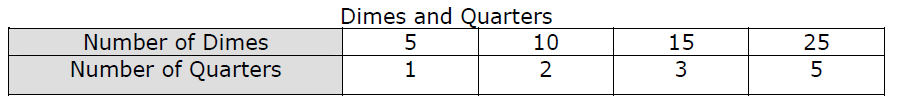 Dimes and Quarters
Number of Dimes 5 10 15 25
Number of Quarters 1 2 3 5